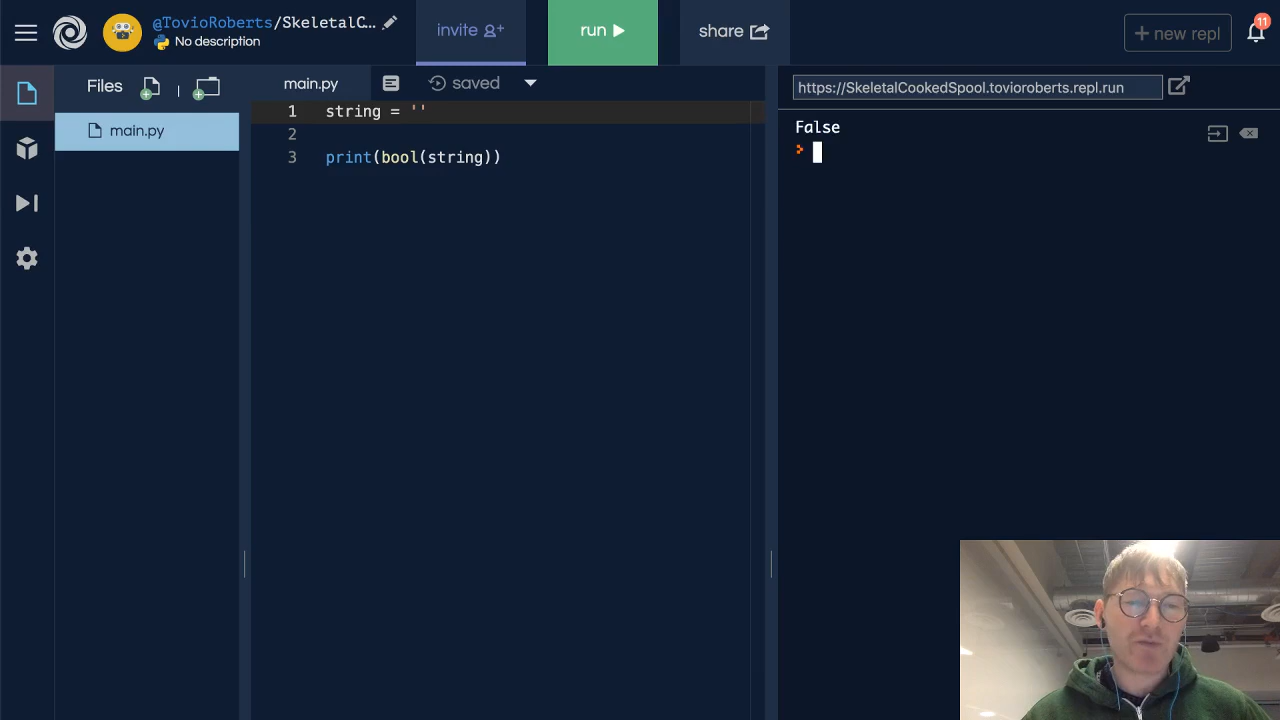 @TovioRoberts/SkeletalC...
No description
invite
run
share
+ new repl
11
Files
main.py
saved
https://SkeletalCookedSpool.tovioroberts.repl.run
main.py
1 string = ''
2
3 print(bool(string))
False
>